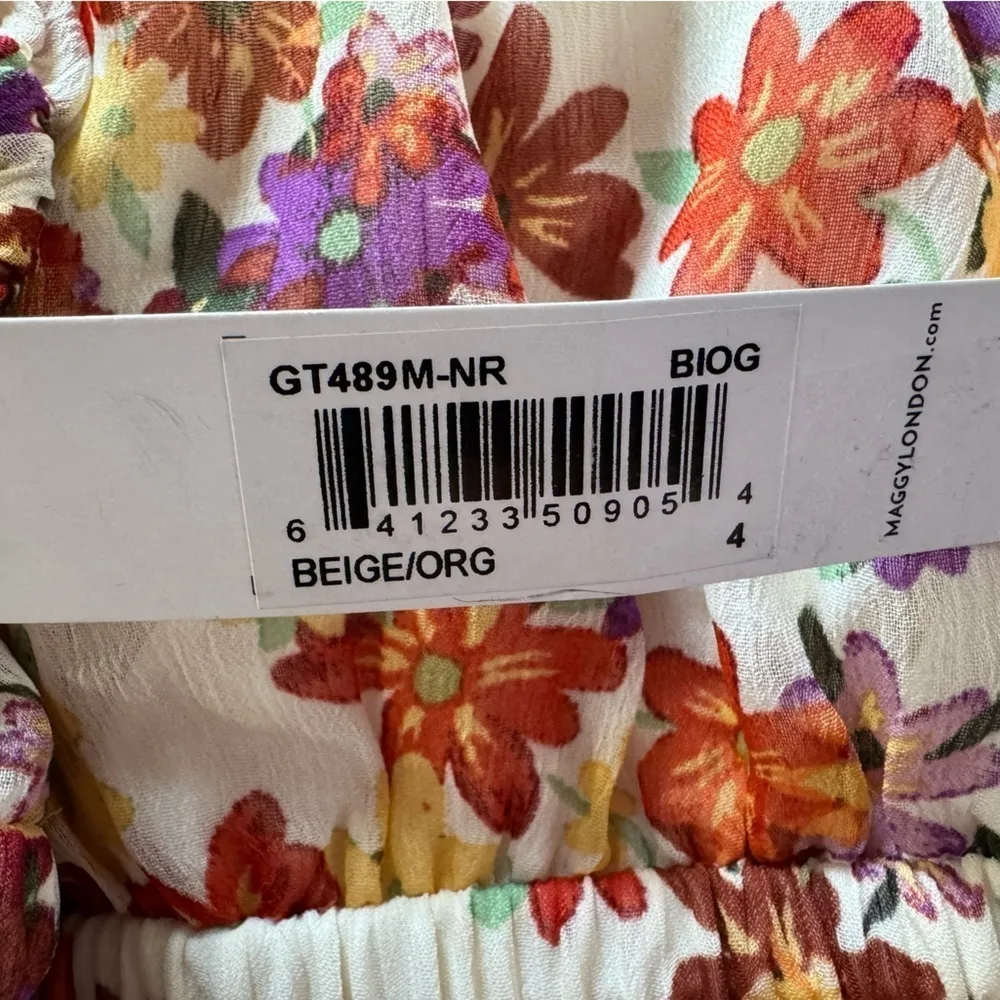 GT489M-NR BIOG
6 41233 50905 4
BEIGE/ORG 4
MAGGYLONDON.com